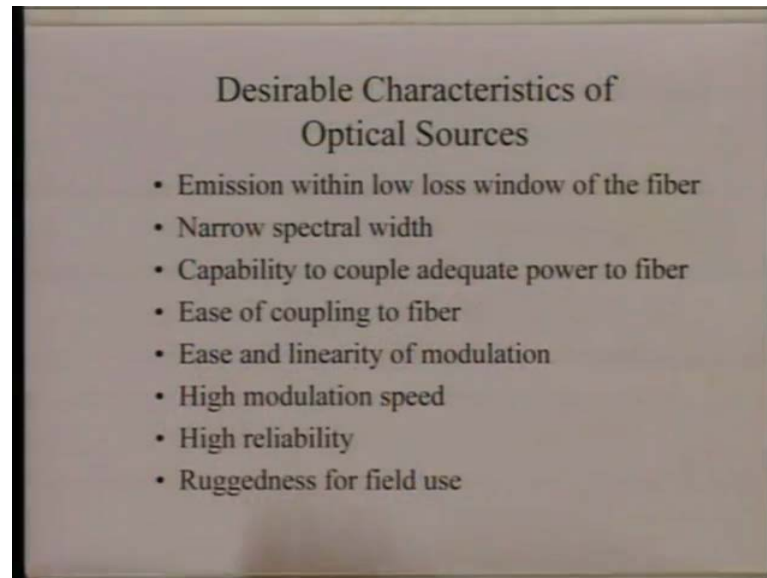 Desirable Characteristics of
Optical Sources
• Emission within low loss window of the fiber
• Narrow spectral width
• Capability to couple adequate power to fiber
• Ease of coupling to fiber
• Ease and linearity of modulation
• High modulation speed
• High reliability
• Ruggedness for field use